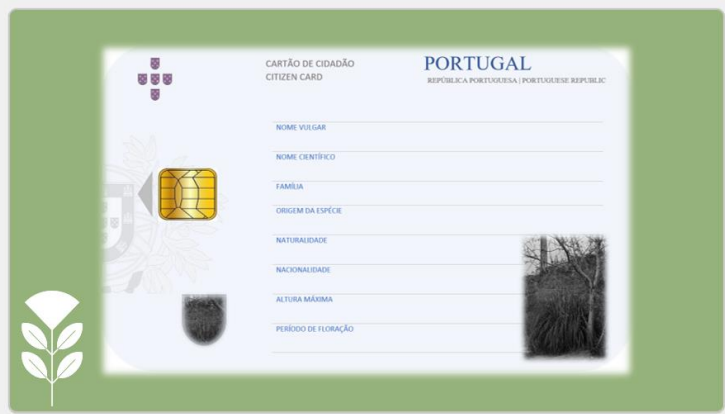 CARTÃO DE CIDADÃO
CITIZEN CARD
PORTUGAL
REPÚBLICA PORTUGUESA | PORTUGUESE REPUBLIC
NOME VULGAR
NOME CIENTÍFICO
FAMÍLIA
ORIGEM DA ESPÉCIE
NATURALIDADE
NACIONALIDADE
ALTURA MÁXIMA
PERÍODO DE FLORAÇÃO